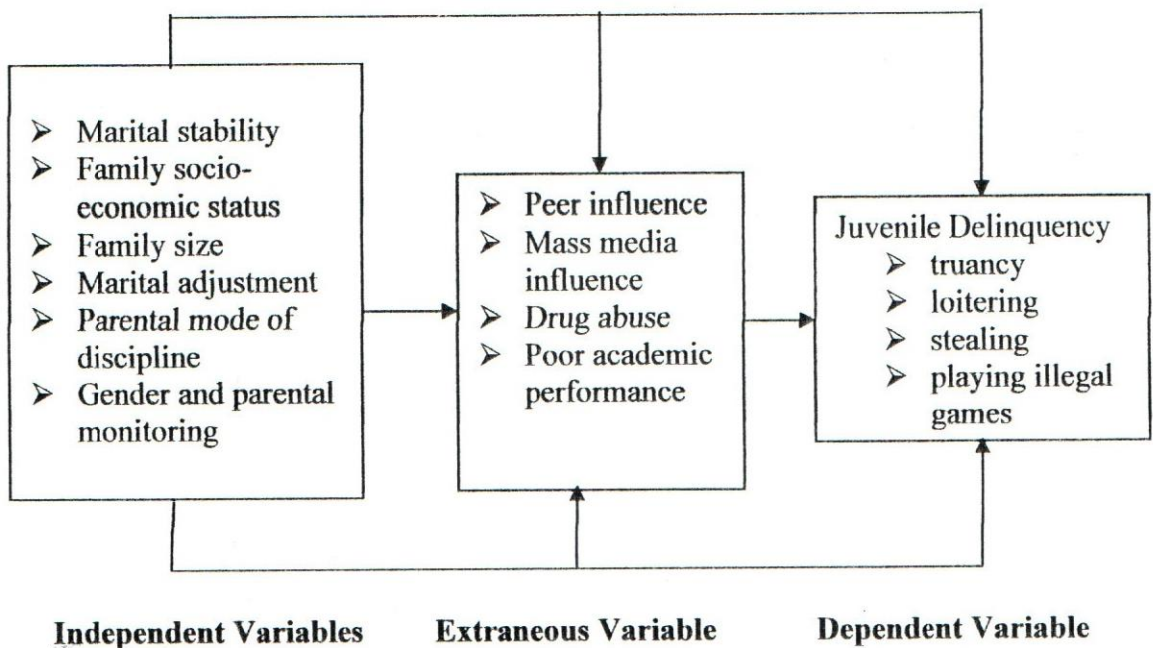 ➢ Marital stability
➢ Family socio-
economic status
➢ Family size
➢ Marital adjustment
➢ Parental mode of
discipline
➢ Gender and parental
monitoring
➢ Peer influence
➢ Mass media
influence
➢ Drug abuse
➢ Poor academic
performance
Juvenile Delinquency
➢ truancy
➢ loitering
➢ stealing
➢ playing illegal
games
Independent Variables
Extraneous Variable
Dependent Variable